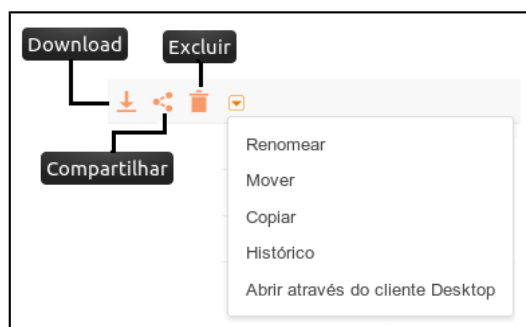 Download
Excluir
Compartilhar
Renomear
Mover
Copiar
Histórico
Abrir através do cliente Desktop